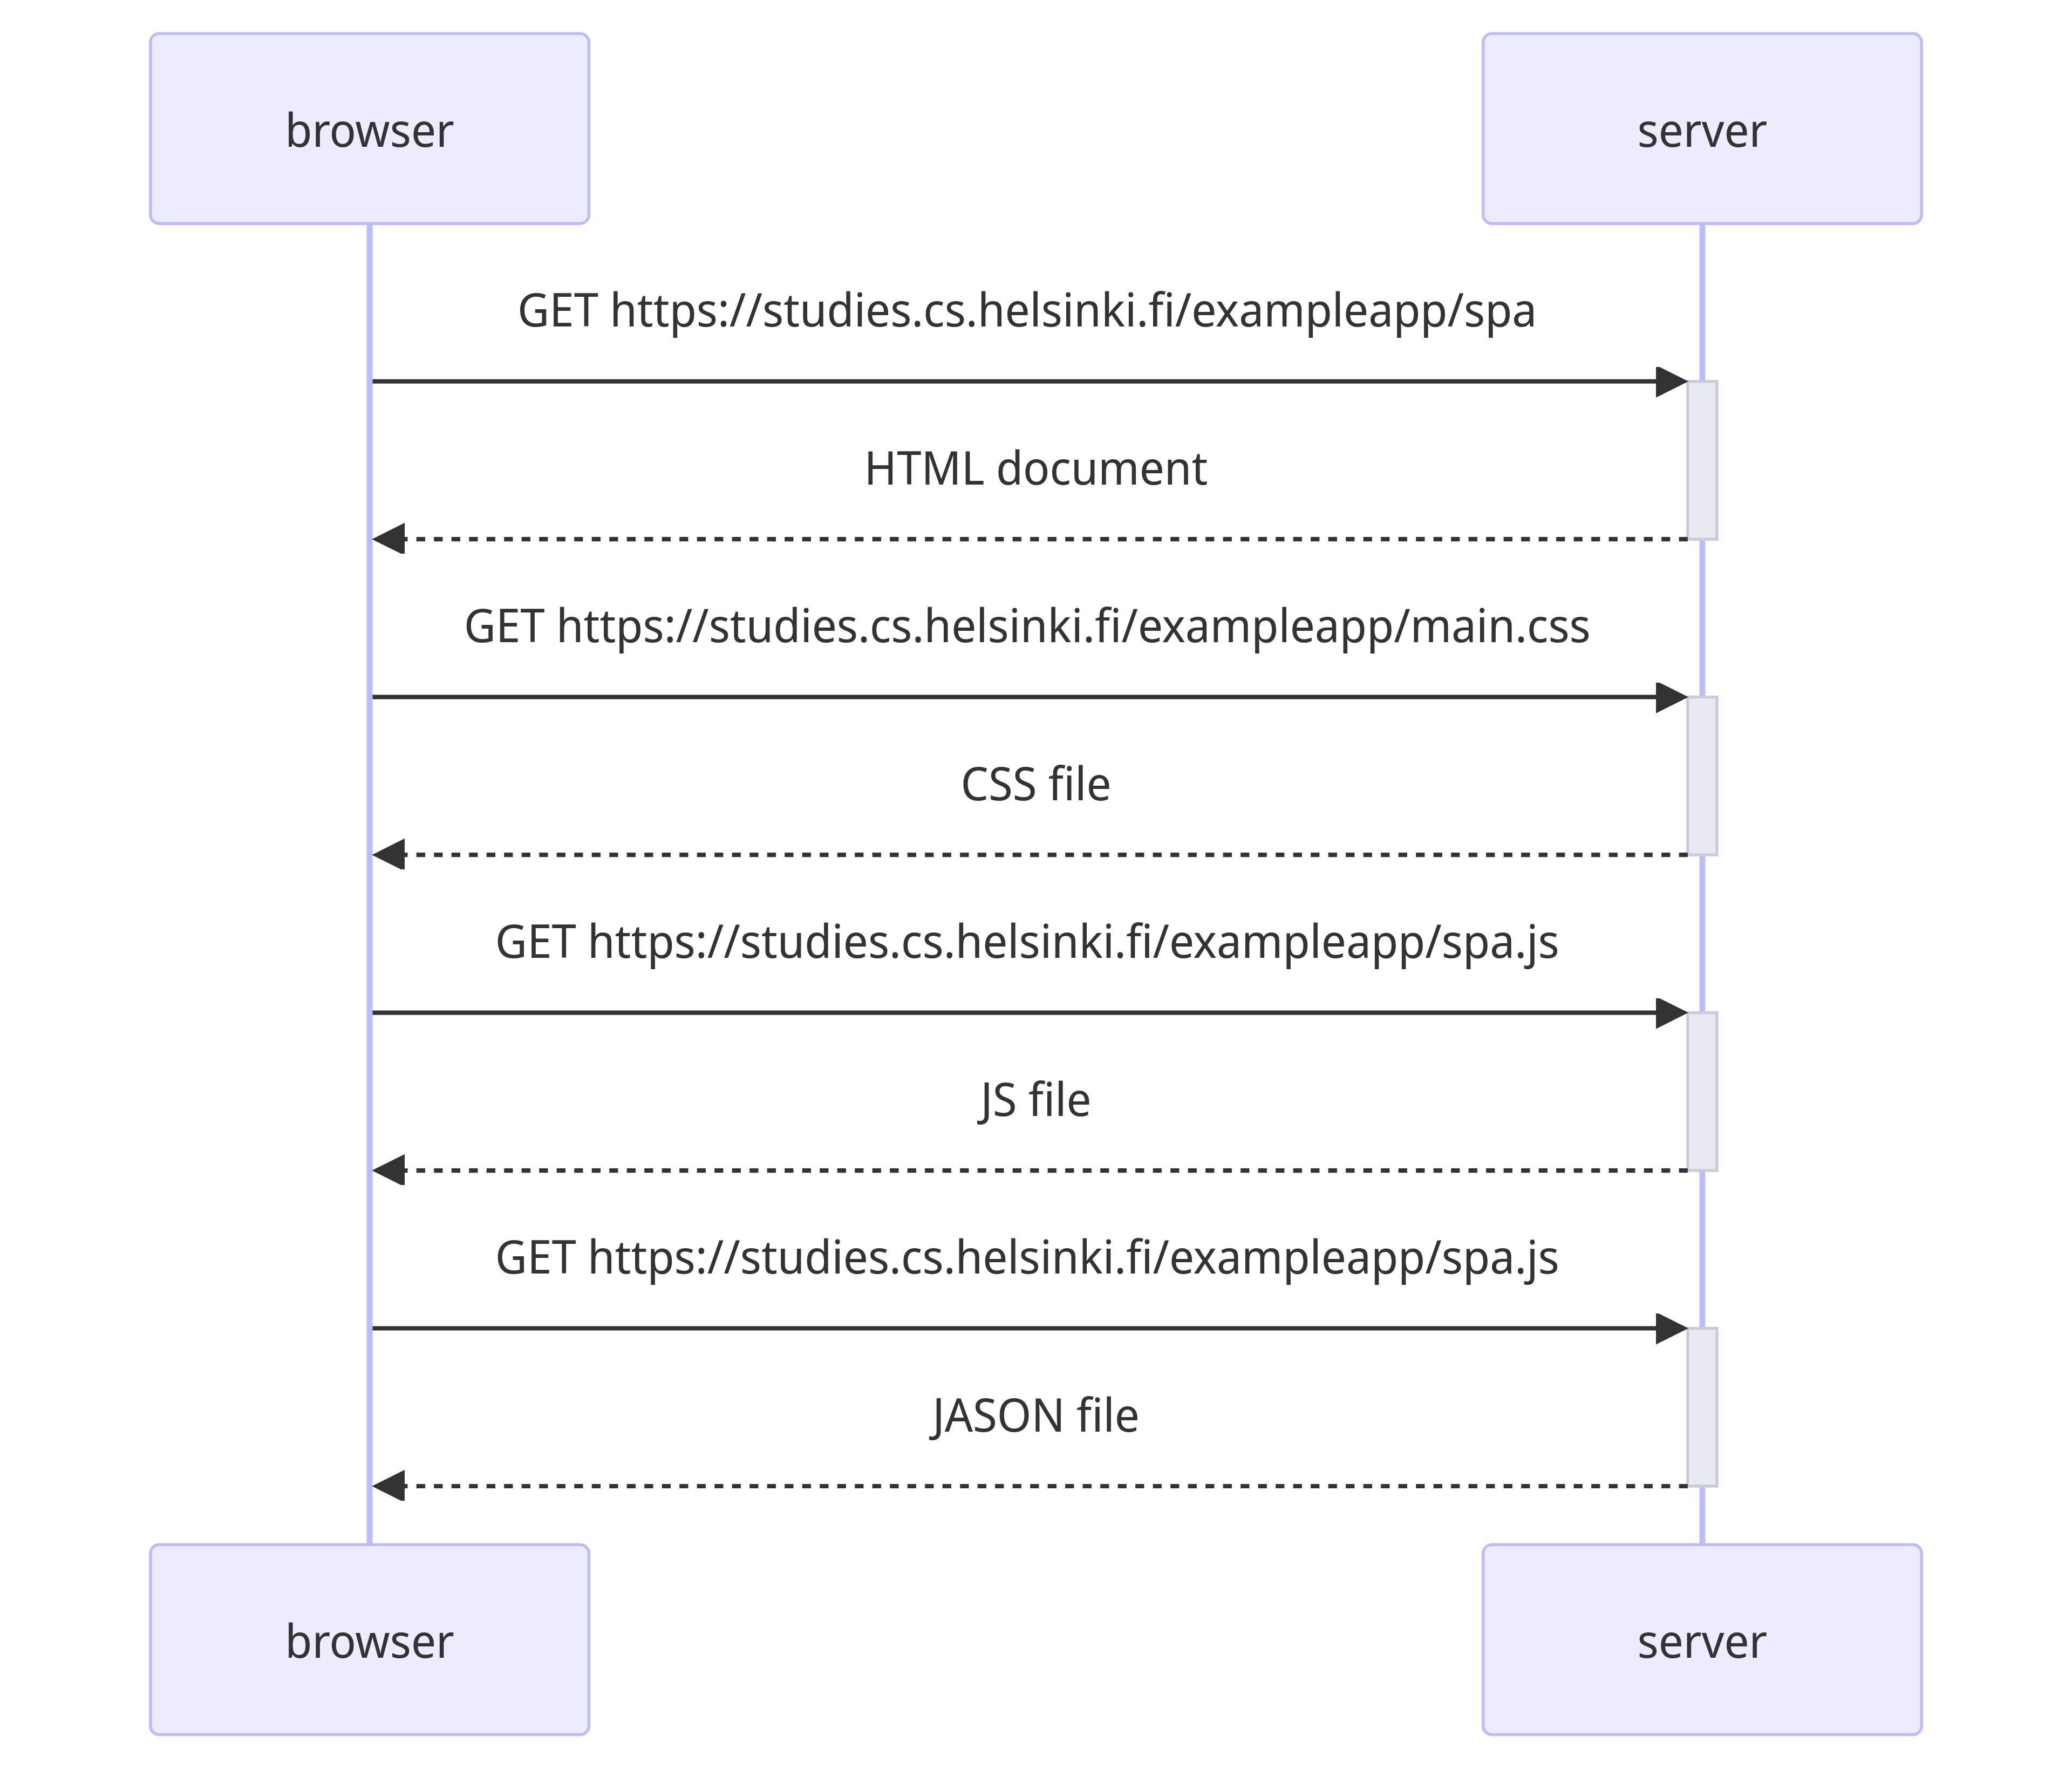 browser
server
GET https://studies.cs.helsinki.fi/exampleapp/spa
HTML document
GET https://studies.cs.helsinki.fi/exampleapp/main.css
CSS file
GET https://studies.cs.helsinki.fi/exampleapp/spa.js
JS file
GET https://studies.cs.helsinki.fi/exampleapp/spa.js
JASON file
browser
server